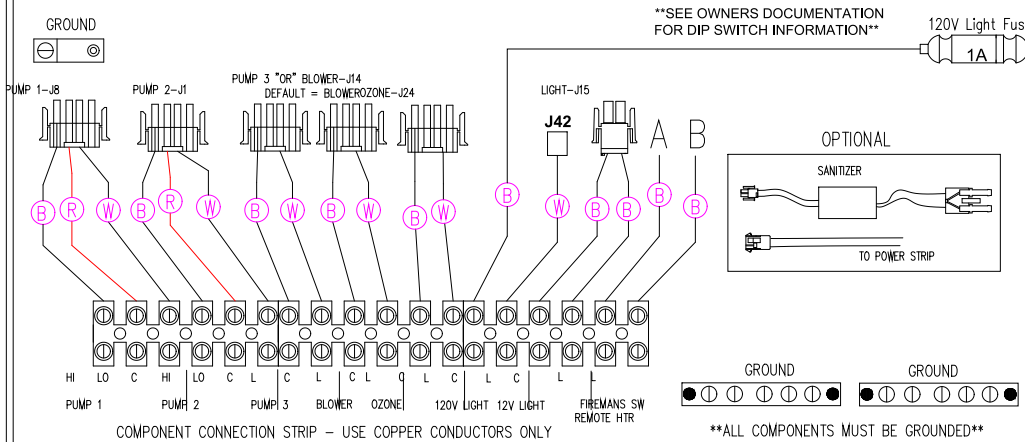 **SEE OWNERS DOCUMENTATION
FOR DIP SWITCH INFORMATION**
GROUND
120V Light Fus
1A
PUMP 3 "OR" BLOWER-J14
DEFAULT = BLOWEROZONE-J24
PUMP 1-J8
PUMP 2-J1
LIGHT-J15
J42
A B
OPTIONAL
SANITIZER
TO POWER STRIP
B R W B R W B W B W B W B W B B B B
HI LO C HI LO C L C L C L C L C L C L L
PUMP 1 PUMP 2 PUMP 3 BLOWER OZONE 120V LIGHT 12V LIGHT FIREMANS SW
REMOTE HTR
GROUND GROUND
COMPONENT CONNECTION STRIP – USE COPPER CONDUCTORS ONLY
**ALL COMPONENTS MUST BE GROUNDED**